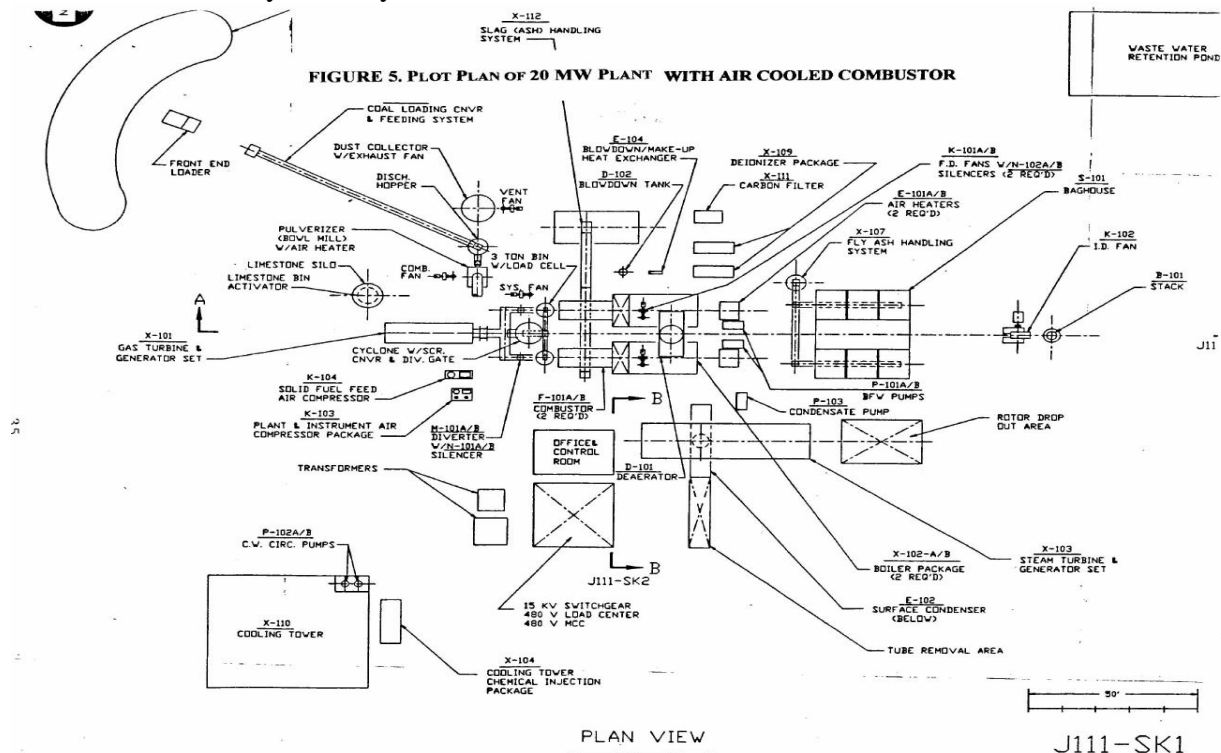 Z
X-112
SLAG (ASH) HANDLING
SYSTEM
WASTE WATER
RETENTION POND
FIGURE 5. PLOT PLAN OF 20 MW PLANT WITH AIR COOLED COMBUSTOR
COAL LOADING CNVR
& FEEDING SYSTEM
FRONT END
LOADER
DUST COLLECTOR
W/EXHAUST FAN
DISCH.
HOPPER
VENT
FAN
E-104
BLOWDOWN/MAKE-UP
HEAT EXCHANGER
D-102
BLOWDOWN TANK
X-109
DEIONIZER PACKAGE
X-111
CARBON FILTER
K-101A/B
F.D. FANS W/N-102A/B
SILENCERS (2 REQ'D)
E-101A/B
AIR HEATERS
(2 REQ'D)
S-101
BAGHOUSE
X-107
FLY ASH HANDLING
SYSTEM
K-102
I.D. FAN
B-101
STACK
PULVERIZER
(BOWL MILL)
W/AIR HEATER
3 TON BIN
W/LOAD CELL
COMB.
FAN
SYS. FAN
LIMESTONE SILO
LIMESTONE BIN
ACTIVATOR
A
X-101
GAS TURBINE &
GENERATOR SET
J11
CYCLONE W/SCR.
CNVR & DIV. GATE
K-104
SOLID FUEL FEED
AIR COMPRESSOR
K-103
PLANT & INSTRUMENT AIR
COMPRESSOR PACKAGE
F-101A/B
COMBUSTOR
(2 REQ'D)
M-101A/B
DIVERTER
W/N-101A/B
SILENCER
B
P-101A/B
BFW PUMPS
P-103
CONDENSATE PUMP
ROTOR DROP
OUT AREA
35
OFFICE&
CONTROL
ROOM
D-101
DEAERATOR
TRANSFORMERS
P-102A/B
C.W. CIRC. PUMPS
B
J111-SK2
X-102-A/B
BOILER PACKAGE
(2 REQ'D)
X-103
STEAM TURBINE &
GENERATOR SET
15 KV SWITCHGEAR
480 V LOAD CENTER
480 V MCC
E-102
SURFACE CONDENSER
(BELOW)
X-110
COOLING TOWER
TUBE REMOVAL AREA
X-104
COOLING TOWER
CHEMICAL INJECTION
PACKAGE
50'
PLAN VIEW
J111-SK1